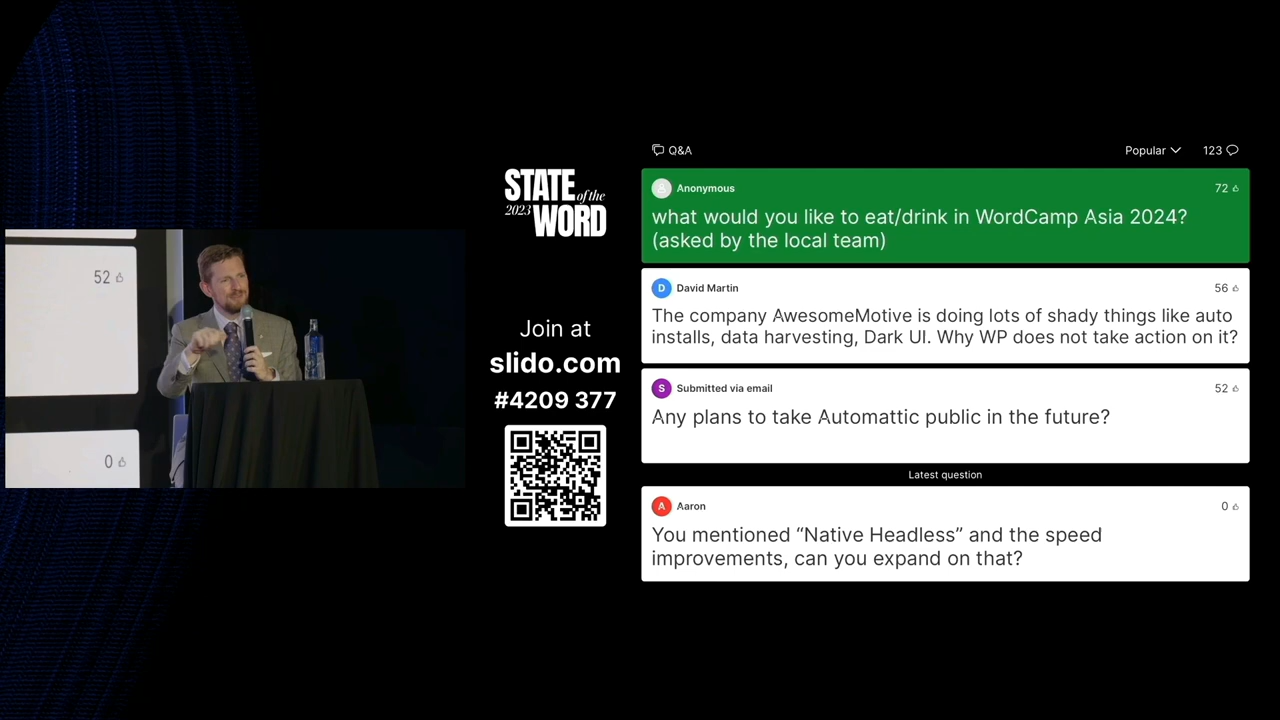 52
0
STATE of the
2023 WORD
Join at
slido.com
#4209 377
Q&A
Popular
123
Anonymous
72
what would you like to eat/drink in WordCamp Asia 2024?
(asked by the local team)
D
David Martin
56
The company AwesomeMotive is doing lots of shady things like auto
installs, data harvesting, Dark UI. Why WP does not take action on it?
S
Submitted via email
52
Any plans to take Automattic public in the future?
Latest question
A
Aaron
0
You mentioned “Native Headless” and the speed
improvements, can you expand on that?